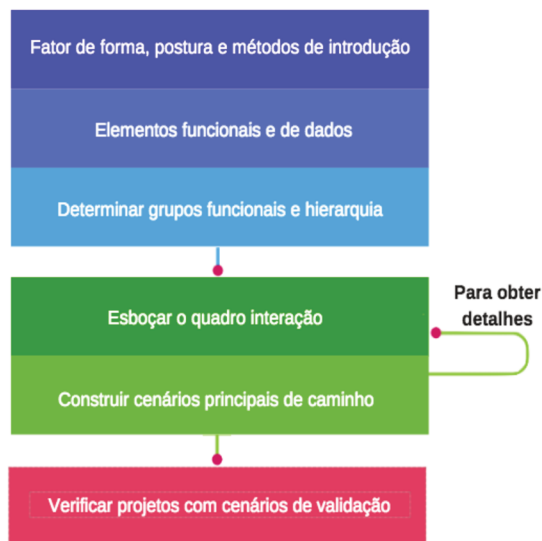 Fator de forma, postura e métodos de introdução
Elementos funcionais e de dados
Determinar grupos funcionais e hierarquia
Esboçar o quadro interação
Para obter
detalhes
Construir cenários principais de caminho
Verificar projetos com cenários de validação